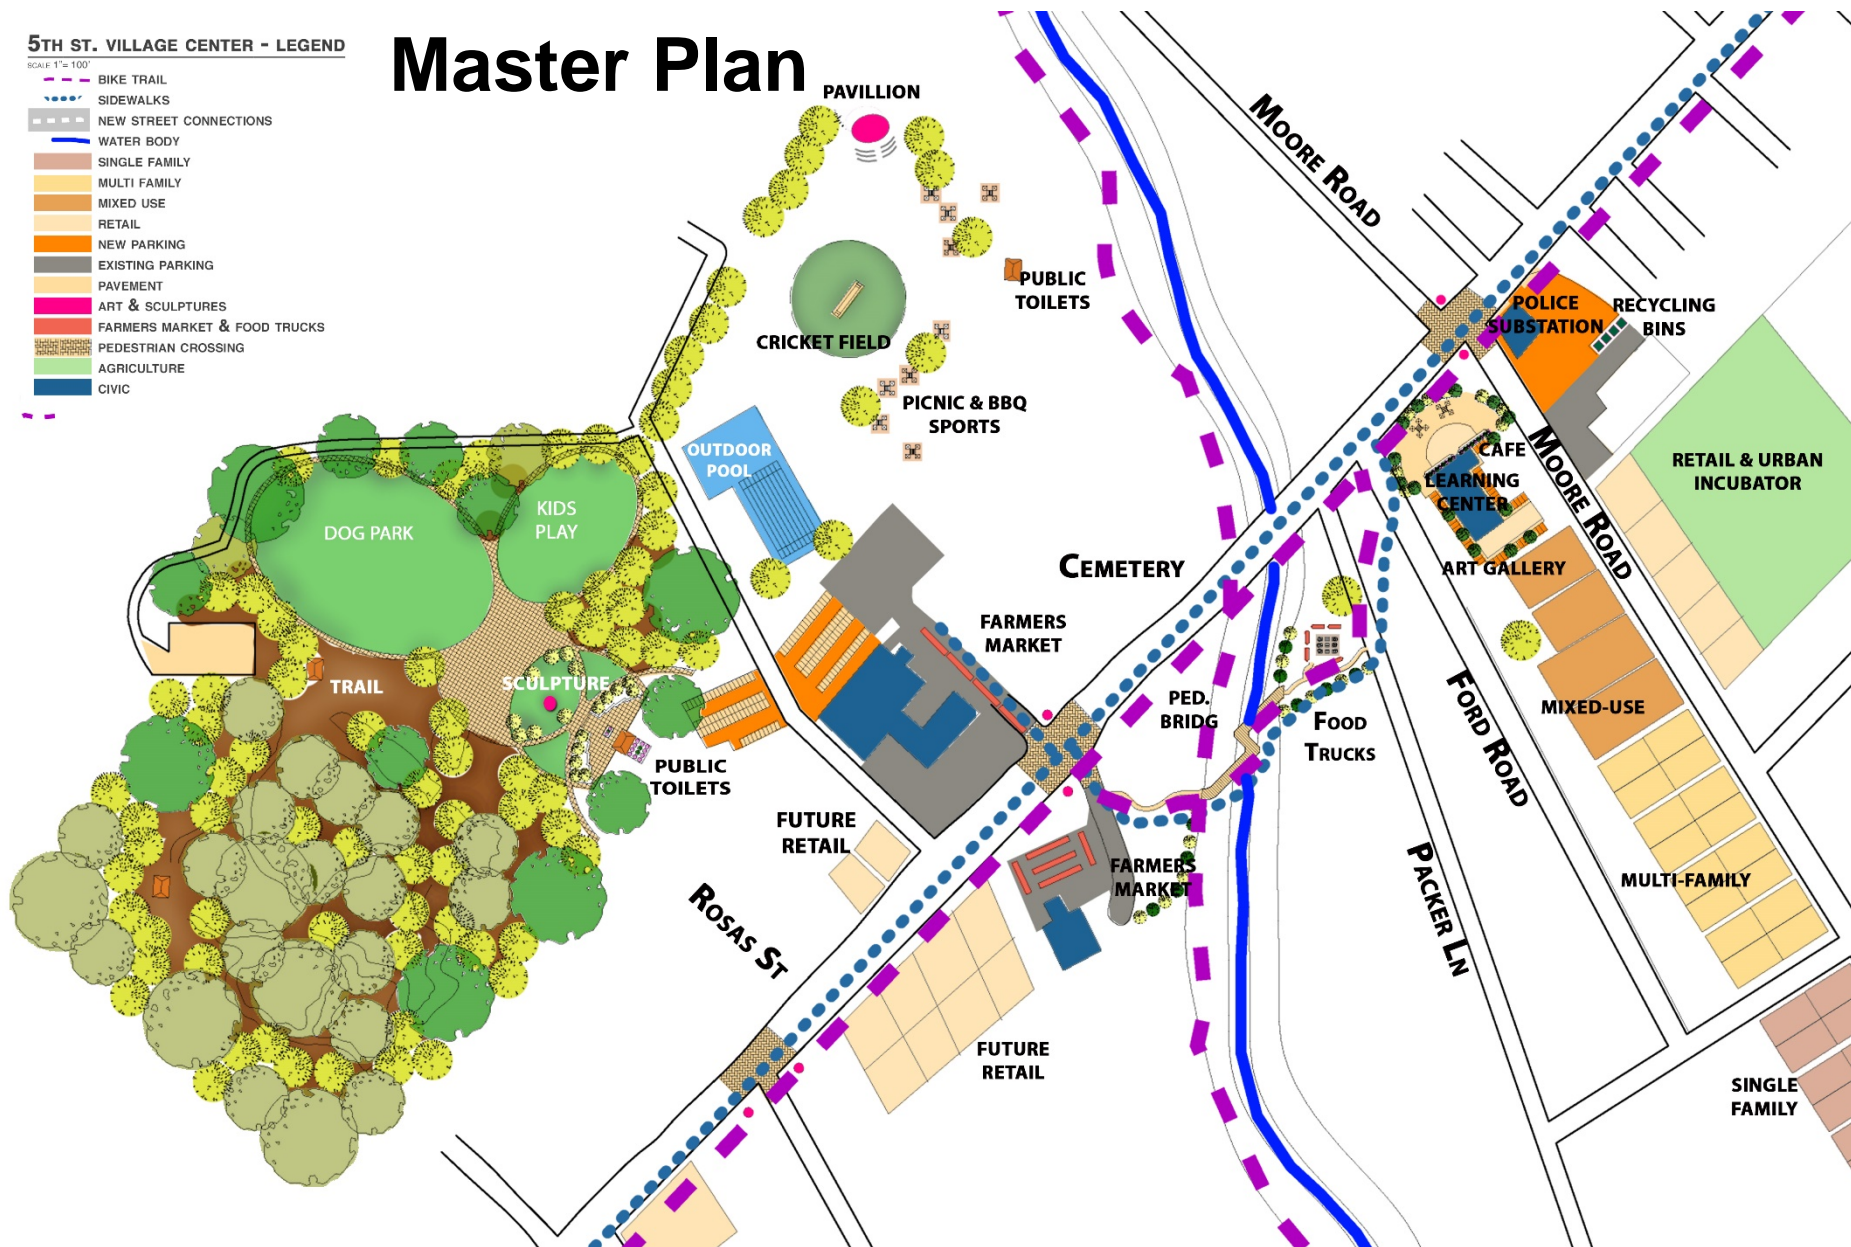 5TH ST. VILLAGE CENTER - LEGEND
SCALE 1"= 100'
BIKE TRAIL
SIDEWALKS
NEW STREET CONNECTIONS
WATER BODY
SINGLE FAMILY
MULTI FAMILY
MIXED USE
RETAIL
NEW PARKING
EXISTING PARKING
PAVEMENT
ART & SCULPTURES
FARMERS MARKET & FOOD TRUCKS
PEDESTRIAN CROSSING
AGRICULTURE
CIVIC
Master Plan
PAVILLION
MOORE ROAD
PUBLIC
TOILETS
CRICKET FIELD
PICNIC & BBQ
SPORTS
POLICE
SUBSTATION
RECYCLING
BINS
OUTDOOR
POOL
DOG PARK
KIDS
PLAY
CAFE
LEARNING
CENTER
MOORE ROAD
RETAIL & URBAN
INCUBATOR
CEMETERY
ART GALLERY
FARMERS
MARKET
TRAIL
SCULPTURE
PED.
BRIDG
FOOD
TRUCKS
FORD ROAD
MIXED-USE
PUBLIC
TOILETS
FUTURE
RETAIL
FARMERS
MARKET
PACKER LN
MULTI-FAMILY
ROSAS ST
FUTURE
RETAIL
SINGLE
FAMILY